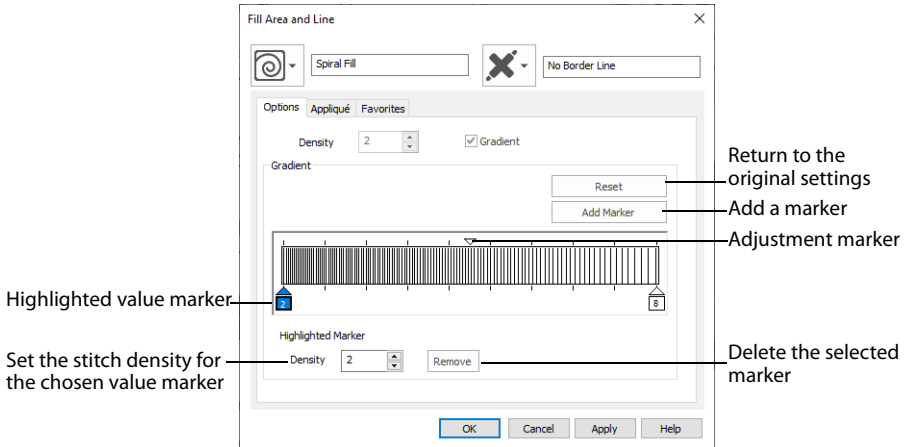 Fill Area and Line
Spiral Fill
No Border Line
Options
Appliqué
Favorites
Density
2
Gradient
Gradient
Return to the
original settings
Reset
Add a marker
Add Marker
Adjustment marker
Highlighted value marker
2
8
Highlighted Marker
Set the stitch density for
the chosen value marker
Density
2
Remove
Delete the selected
marker
OK
Cancel
Apply
Help